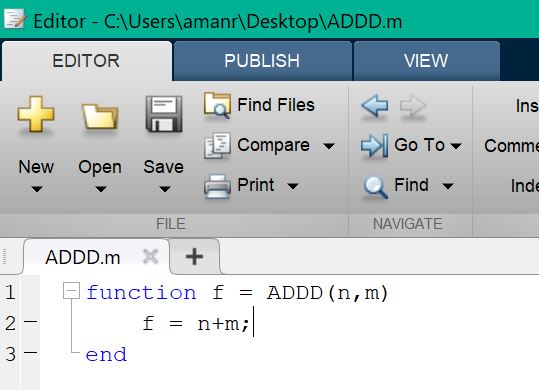 Editor - C:\Users\amanr\Desktop\ADDD.m
EDITOR PUBLISH VIEW
New Open Save
Find Files
Compare
Print
Go To
Find
Ins
Comme
Inde
FILE NAVIGATE
ADDD.m
1 function f = ADDD(n,m)
2 — f = n+m;
3 — end